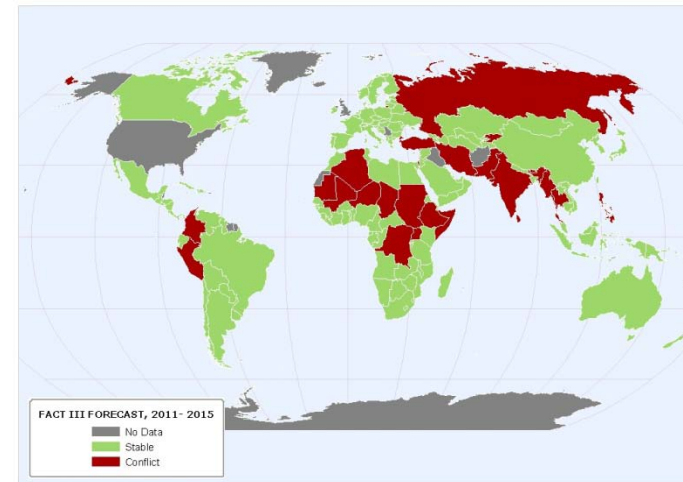 FACT III FORECAST, 2011- 2015
No Data
Stable
Conflict